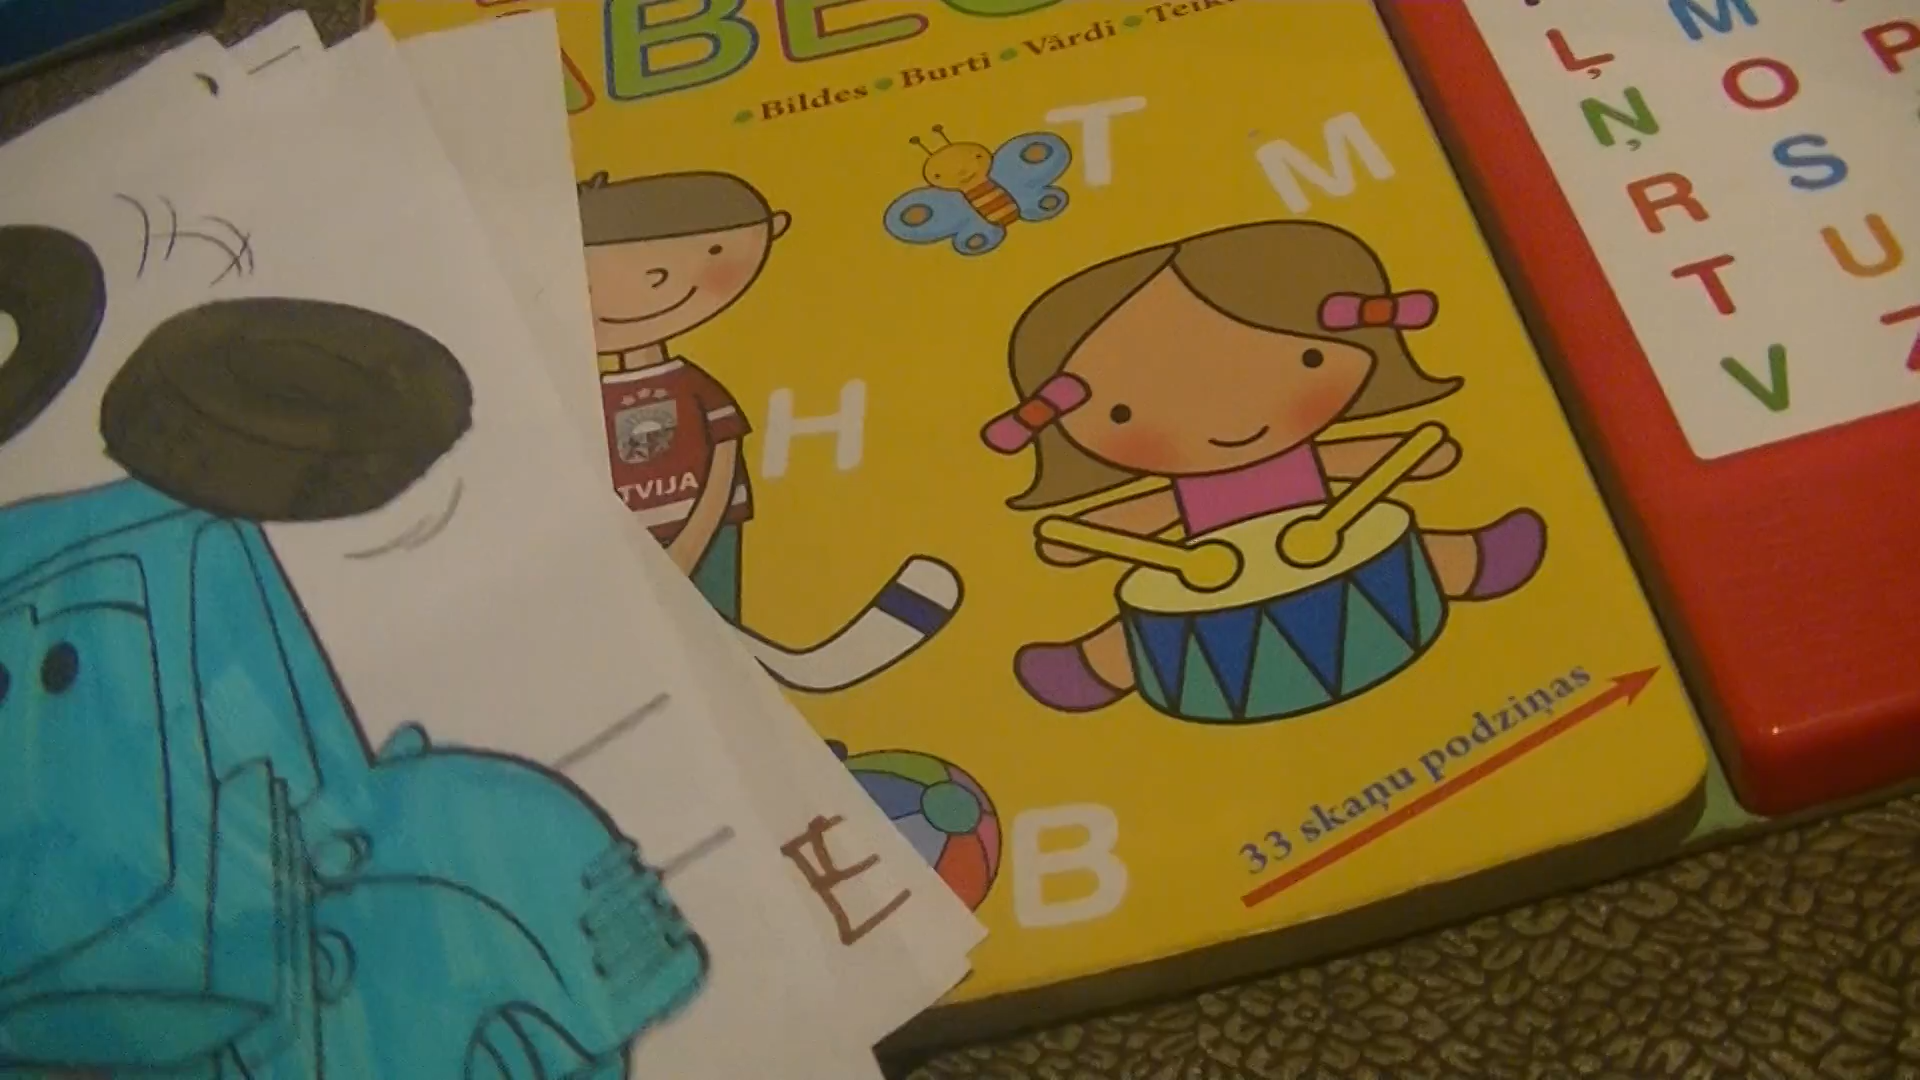 ĀBEC
• Bildes • Burti • Vārdi •
T
M
H
TVIJA
B
33 skaņu podziņas
E
M
Ļ
O
P
Ņ
S
R
U
T
V